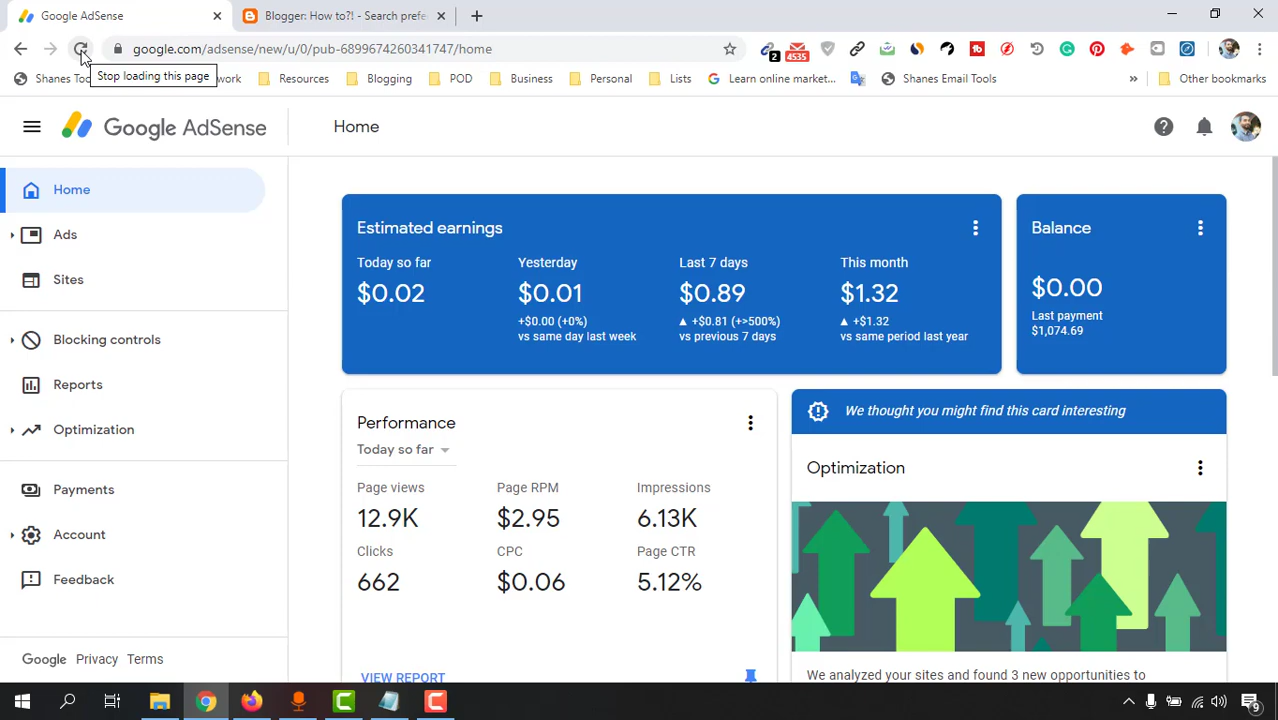 Google AdSense
Blogger: How to?! - Search prefe
google.com/adsense/new/u/0/pub-6899674260341747/home
2
4535
Shanes To
Stop loading this page
work
Resources
Blogging
POD
Business
Personal
Lists
Learn online market...
Shanes Email Tools
»
Other bookmarks
Google AdSense
Home
Home
Ads
Sites
Blocking controls
Reports
Optimization
Payments
Account
Feedback
Google Privacy Terms
Estimated earnings
Today so far
Yesterday
Last 7 days
This month
$0.02
$0.01
$0.89
$1.32
+$0.00 (+0%)
▲ +$0.81 (+>500%)
▲ +$1.32
vs same day last week
vs previous 7 days
vs same period last year
Balance
$0.00
Last payment
$1,074.69
Performance
Today so far
Page views
Page RPM
Impressions
12.9K
$2.95
6.13K
Clicks
CPC
Page CTR
662
$0.06
5.12%
VIEW REPORT
We thought you might find this card interesting
Optimization
We analyzed your sites and found 3 new opportunities to
9